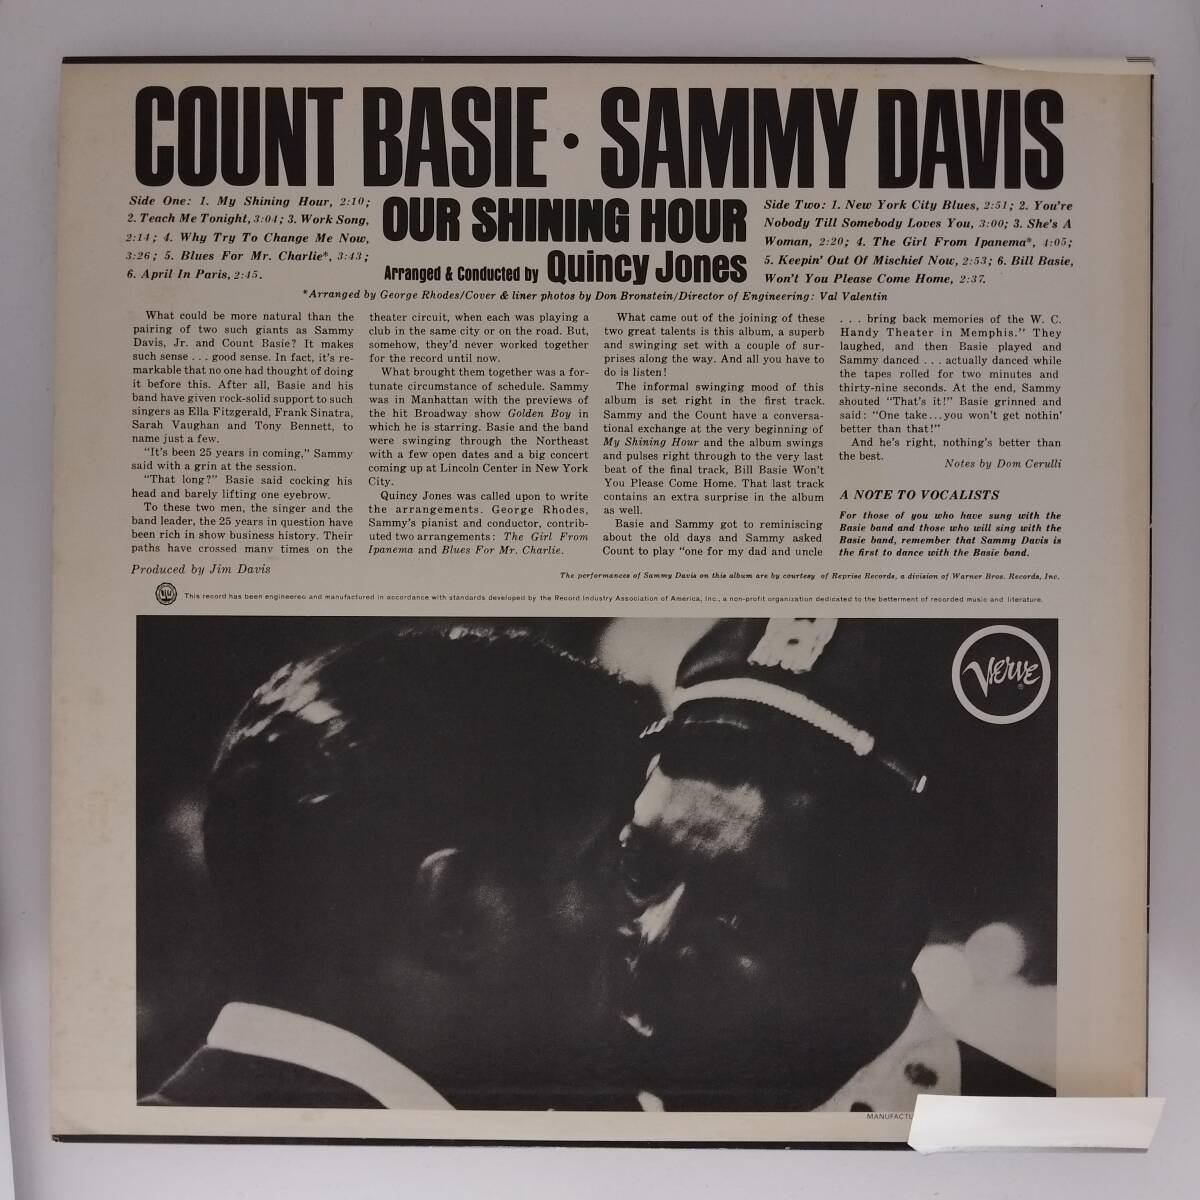 COUNT BASIE • SAMMY DAVIS
Side One: 1. My Shining Hour, 2:10;
2. Teach Me Tonight, 3:04; 3. Work Song,
2:14; 4. Why Try To Change Me Now,
3:26; 5. Blues For Mr. Charlie*, 3:43;
6. April In Paris, 2:45.
OUR SHINING HOUR
Arranged & Conducted by Quincy Jones
Side Two: 1. New York City Blues, 2:51; 2. You're
Nobody Till Somebody Loves You, 3:00; 3. She's A
Woman, 2:20; 4. The Girl From Ipanema*, 4:05;
5. Keepin' Out Of Mischief Now, 2:53; 6. Bill Basie,
Won't You Please Come Home, 2:37.
*Arranged by George Rhodes/Cover & liner photos by Don Bronstein/Director of Engineering: Val Valentin
What could be more natural than the
pairing of two such giants as Sammy
Davis, Jr. and Count Basie? It makes
such sense . . . good sense. In fact, it's re-
markable that no one had thought of doing
it before this. After all, Basie and his
band have given rock-solid support to such
singers as Ella Fitzgerald, Frank Sinatra,
Sarah Vaughan and Tony Bennett, to
name just a few.
"It's been 25 years in coming," Sammy
said with a grin at the session.
"That long?" Basie said cocking his
head and barely lifting one eyebrow.
To these two men, the singer and the
band leader, the 25 years in question have
been rich in show business history. Their
paths have crossed many times on the
theater circuit, when each was playing a
club in the same city or on the road. But,
somehow, they'd never worked together
for the record until now.
What brought them together was a for-
tunate circumstance of schedule. Sammy
was in Manhattan with the previews of
the hit Broadway show Golden Boy in
which he is starring. Basie and the band
were swinging through the Northeast
with a few open dates and a big concert
coming up at Lincoln Center in New York
City.
Quincy Jones was called upon to write
the arrangements. George Rhodes,
Sammy's pianist and conductor, contrib-
uted two arrangements: The Girl From
Ipanema and Blues For Mr. Charlie.
What came out of the joining of these
two great talents is this album, a superb
and swinging set with a couple of sur-
prises along the way. And all you have to
do is listen!
The informal swinging mood of this
album is set right in the first track.
Sammy and the Count have a conversa-
tional exchange at the very beginning of
My Shining Hour and the album swings
and pulses right through to the very last
beat of the final track, Bill Basie Won't
You Please Come Home. That last track
contains an extra surprise in the album
as well.
Basie and Sammy got to reminiscing
about the old days and Sammy asked
Count to play "one for my dad and uncle
. . . bring back memories of the W. C.
Handy Theater in Memphis." They
laughed, and then Basie played and
Sammy danced . . . actually danced while
the tapes rolled for two minutes and
thirty-nine seconds. At the end, Sammy
shouted "That's it!" Basie grinned and
said: "One take...you won't get nothin'
better than that!"
And he's right, nothing's better than
the best.
Notes by Dom Cerulli
A NOTE TO VOCALISTS
For those of you who have sung with the
Basie band and those who will sing with the
Basie band, remember that Sammy Davis is
the first to dance with the Basie band.
Produced by Jim Davis
The performances of Sammy Davis on this album are by courtesy of Reprise Records, a division of Warner Bros. Records, Inc.
This record has been engineered and manufactured in accordance with standards developed by the Record Industry Association of America, Inc., a non-profit organization dedicated to the betterment of recorded music and literature.
Verve